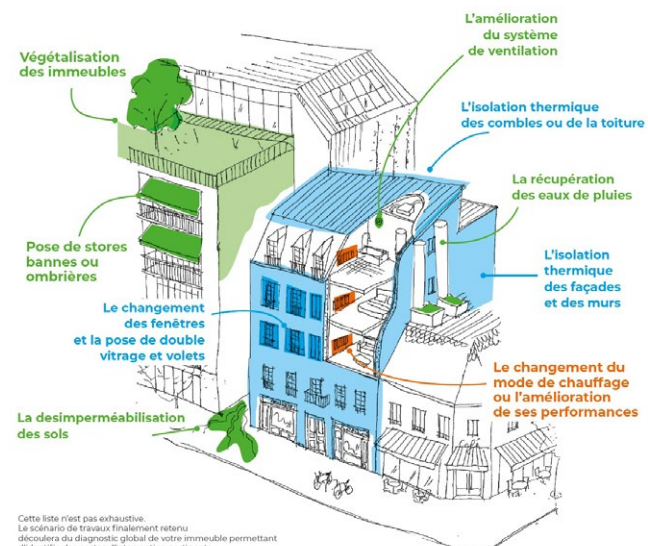 L'amélioration
du système
de ventilation
Végétalisation
des immeubles
L'isolation thermique
des combles ou de la toiture
La récupération
des eaux de pluies
Pose de stores
bannes ou
ombrières
L'isolation
thermique
des façades
et des murs
Le changement
des fenêtres
et la pose de double
vitrage et volets
Le changement du
mode de chauffage
ou l'amélioration
de ses performances
La desimperméabilisation
des sols
Cette liste n'est pas exhaustive.
Le scénario de travaux finalement retenu
découlera du diagnostic global de votre immeuble permettant